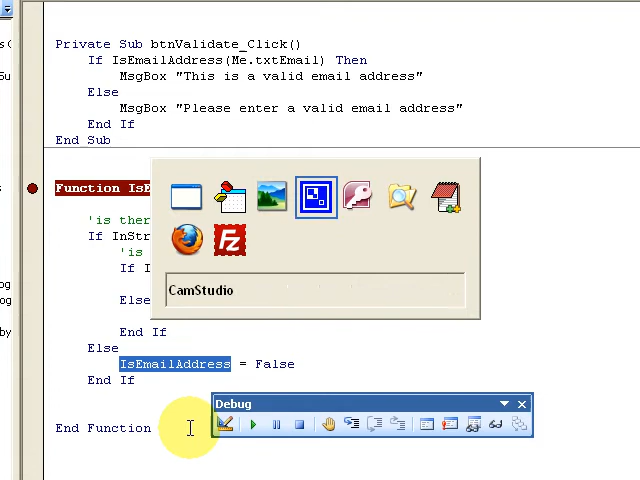 Private Sub btnValidate_Click()
If IsEmailAddress(Me.txtEmail) Then
MsgBox "This is a valid email address"
Else
MsgBox "Please enter a valid email address"
End If
End Sub
Function IsE
'is ther
If InStr
'is
If I
Else
CamStudio
End If
Else
IsEmailAddress = False
End If
Debug
End Function